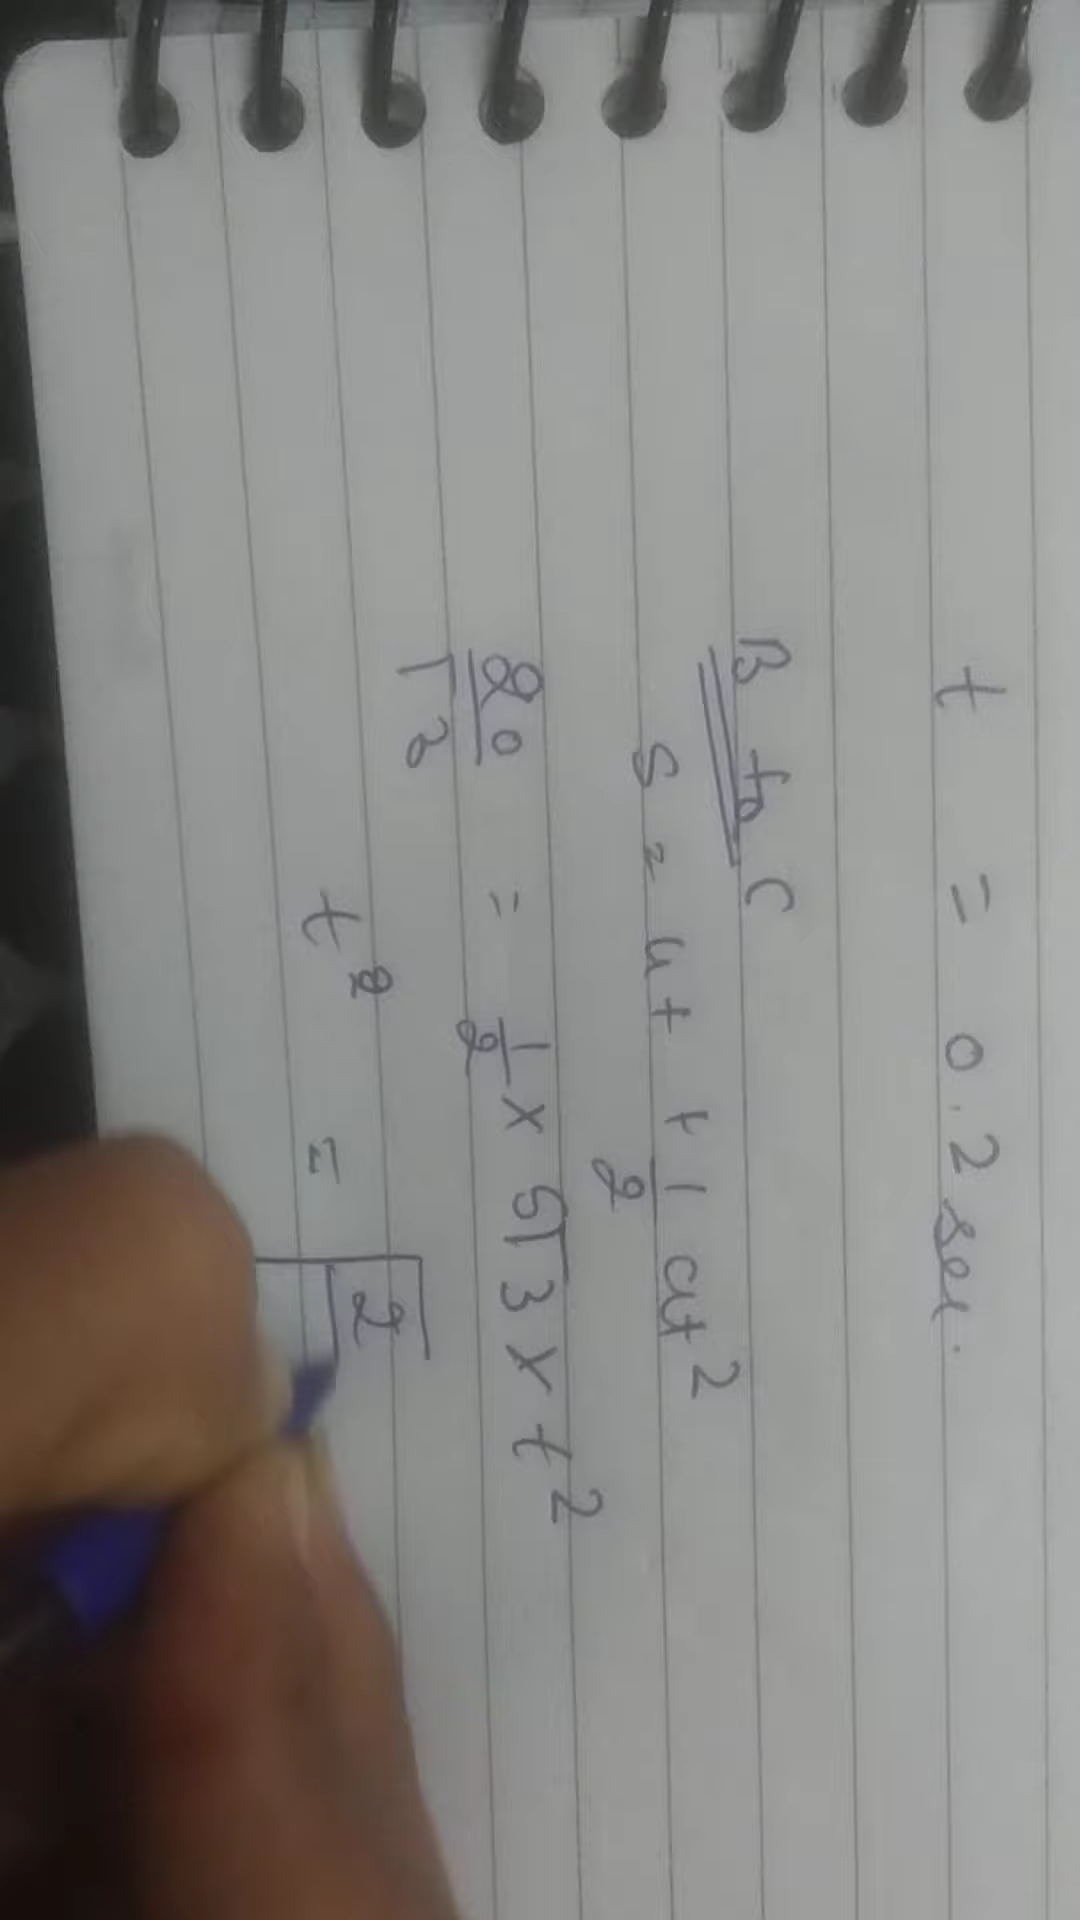 t = 0.2 sec.
B to C
S = ut + 1/2 at²
20/√3 = 1/2 × 5√3 × t²
t² = √2